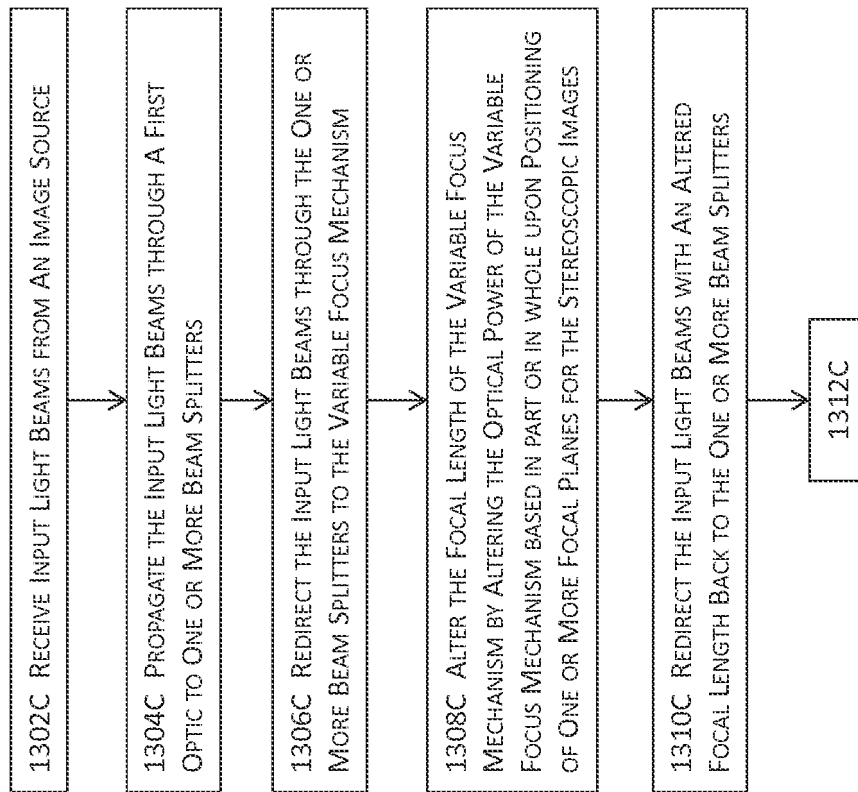 1302C RECEIVE INPUT LIGHT BEAMS FROM AN IMAGE SOURCE
1304C PROPAGATE THE INPUT LIGHT BEAMS THROUGH A FIRST
OPTIC TO ONE OR MORE BEAM SPLITTERS
1306C REDIRECT THE INPUT LIGHT BEAMS THROUGH THE ONE OR
MORE BEAM SPLITTERS TO THE VARIABLE FOCUS MECHANISM
1308C ALTER THE FOCAL LENGTH OF THE VARIABLE FOCUS
MECHANISM BY ALTERING THE OPTICAL POWER OF THE VARIABLE
FOCUS MECHANISM BASED IN PART OR IN WHOLE UPON POSITIONING
OF ONE OR MORE FOCAL PLANES FOR THE STEREOSCOPIC IMAGES
1310C REDIRECT THE INPUT LIGHT BEAMS WITH AN ALTERED
FOCAL LENGTH BACK TO THE ONE OR MORE BEAM SPLITTERS
1312C